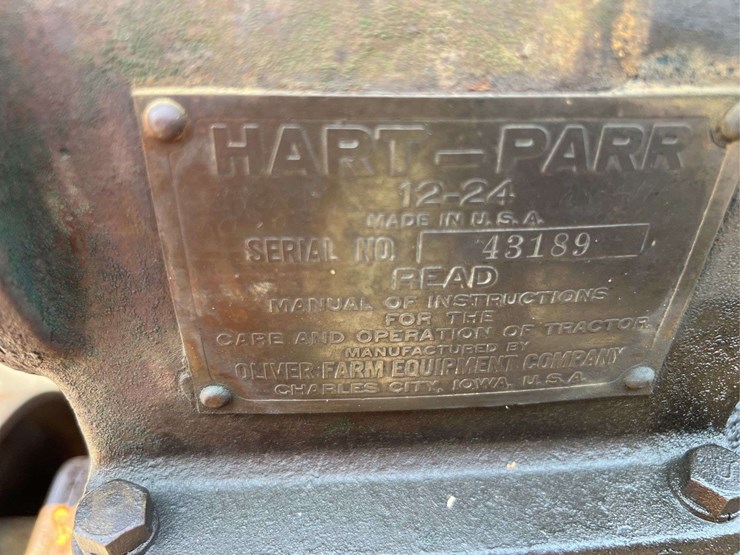 HART-PARR
12-24
MADE IN U.S.A.
SERIAL NO. 43189
READ
MANUAL OF INSTRUCTIONS
FOR THE
CARE AND OPERATION OF TRACTOR
MANUFACTURED BY
OLIVER FARM EQUIPMENT COMPANY
CHARLES CITY, IOWA, U.S.A.